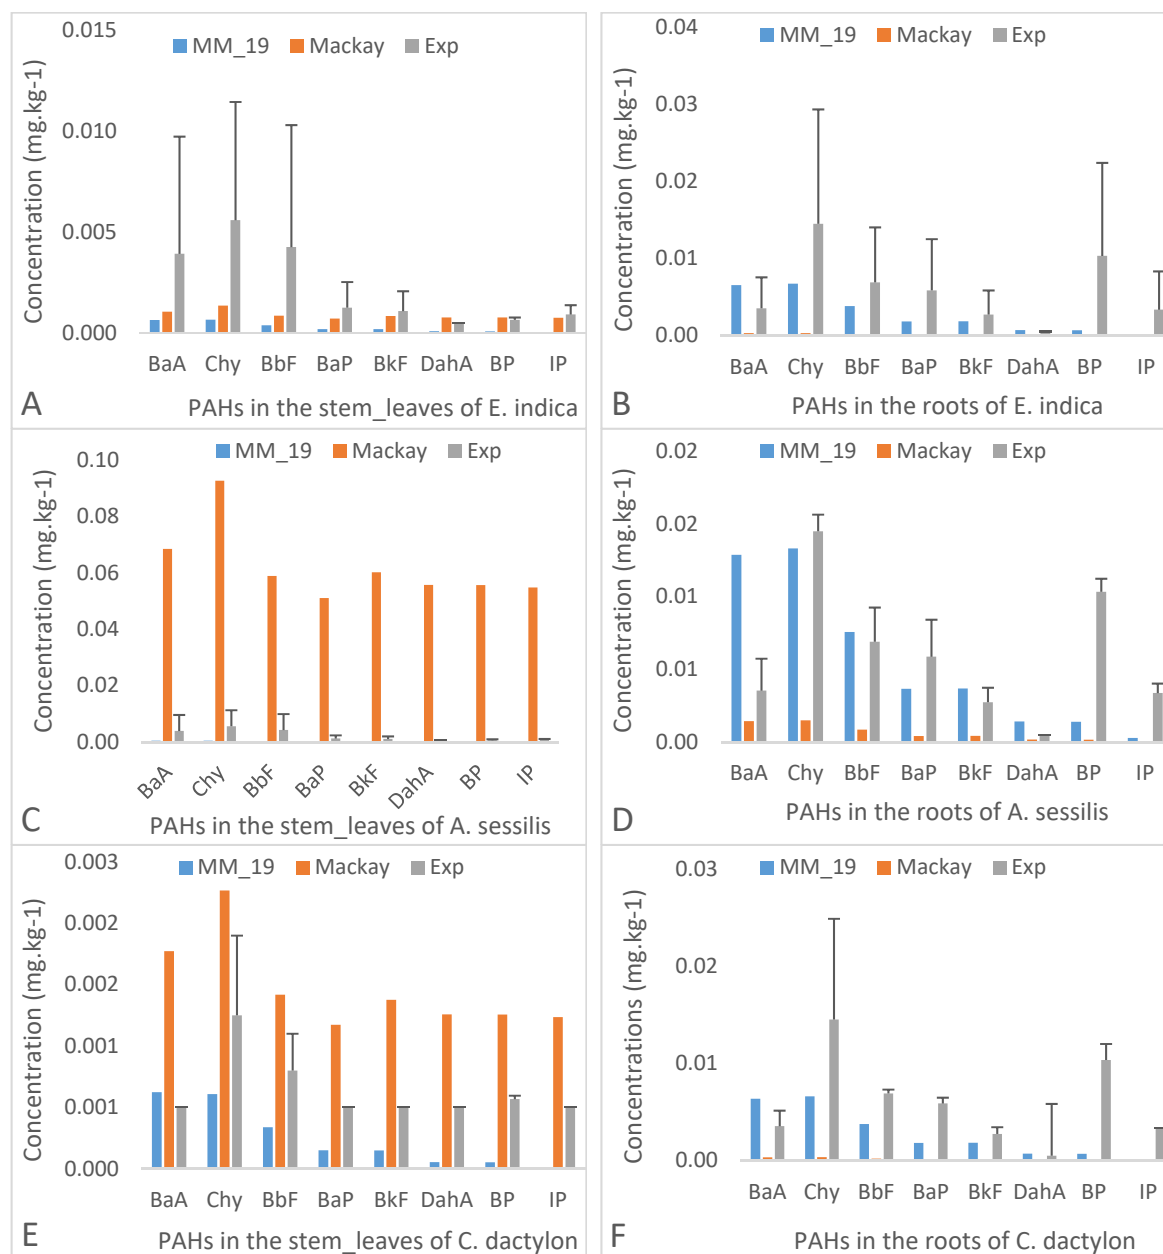 0.015
MM_19 Mackay Exp
0.010
0.005
0.000
Concentration (mg.kg-1)
BaA Chy BbF BaP BkF DahA BP IP
A
PAHs in the stem_leaves of E. indica
0.04
MM_19 Mackay Exp
0.03
0.02
0.01
0.00
Concentration (mg.kg-1)
BaA Chy BbF BaP BkF DahA BP IP
B
PAHs in the roots of E. indica
MM_19 Mackay Exp
0.10
0.08
0.06
0.04
0.02
0.00
Concentration (mg.kg-1)
BaA Chy BbF BaP BkF DahA BP IP
C
PAHs in the stem_leaves of A. sessilis
MM_19 Mackay Exp
0.02
0.02
0.01
0.01
0.00
Concentration (mg.kg-1)
BaA Chy BbF BaP BkF DahA BP IP
D
PAHs in the roots of A. sessilis
0.003
MM_19 Mackay Exp
0.002
0.002
0.001
0.001
0.000
Concentration (mg.kg-1)
BaA Chy BbF BaP BkF DahA BP IP
E
PAHs in the stem_leaves of C. dactylon
MM_19 Mackay Exp
0.03
0.02
0.01
0.00
Concentrations (mg.kg-1)
BaA Chy BbF BaP BkF DahA BP IP
F
PAHs in the roots of C. dactylon